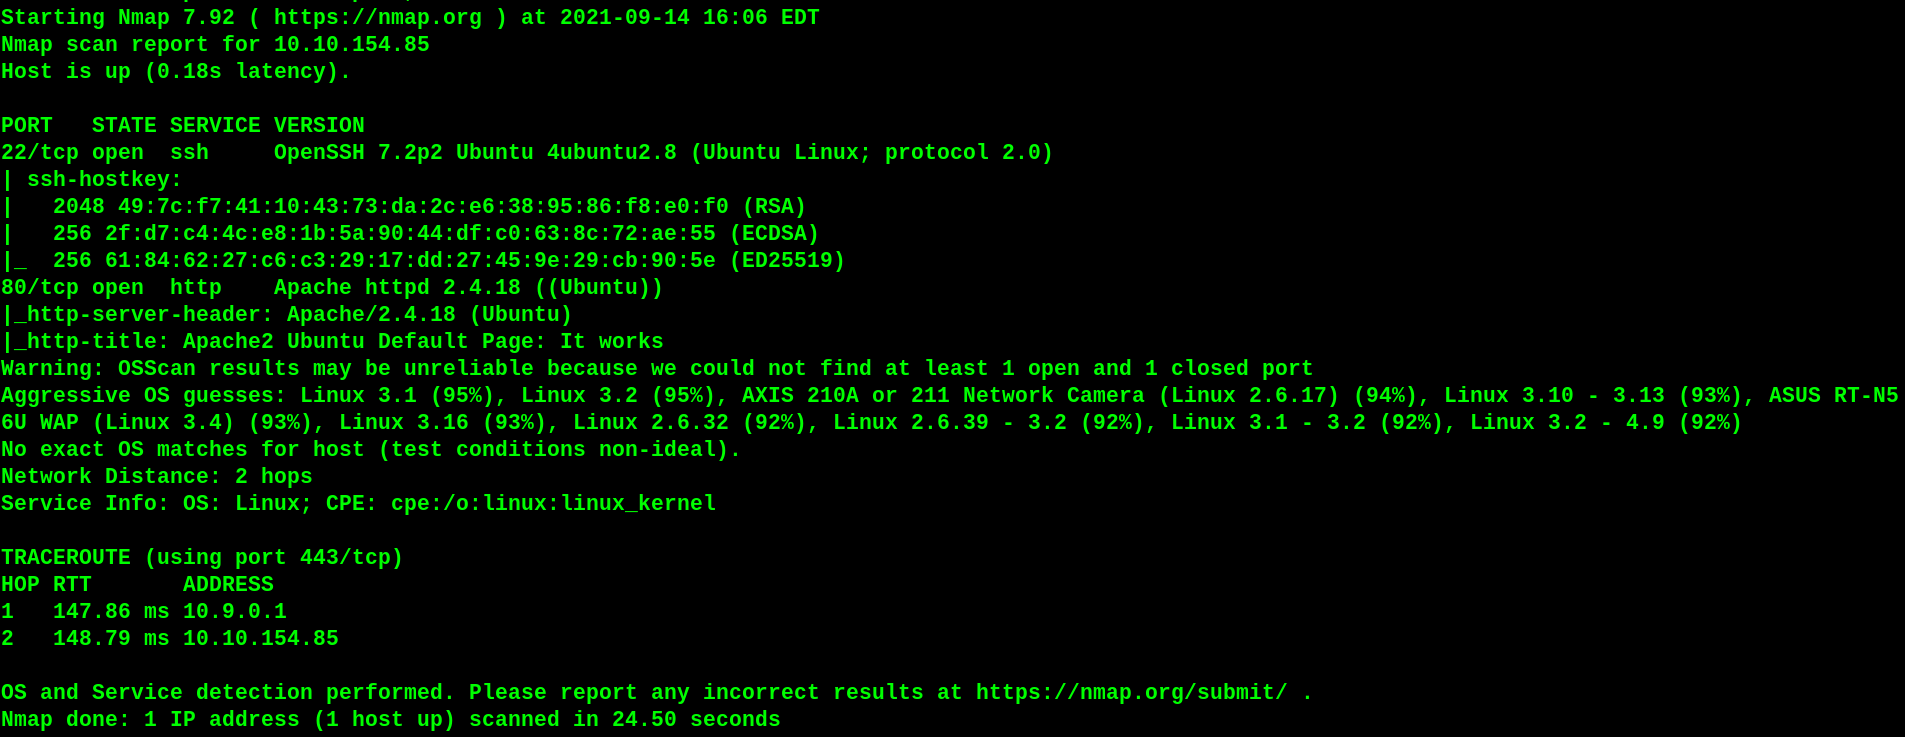 Starting Nmap 7.92 ( https://nmap.org ) at 2021-09-14 16:06 EDT
Nmap scan report for 10.10.154.85
Host is up (0.18s latency).

PORT   STATE SERVICE VERSION
22/tcp open  ssh     OpenSSH 7.2p2 Ubuntu 4ubuntu2.8 (Ubuntu Linux; protocol 2.0)
| ssh-hostkey:
|   2048 49:7c:f7:41:10:43:73:da:2c:e6:38:95:86:f8:e0:f0 (RSA)
|   256 2f:d7:c4:4c:e8:1b:5a:90:44:df:c0:63:8c:72:ae:55 (ECDSA)
|_  256 61:84:62:27:c6:c3:29:17:dd:27:45:9e:29:cb:90:5e (ED25519)
80/tcp open  http    Apache httpd 2.4.18 ((Ubuntu))
|_http-server-header: Apache/2.4.18 (Ubuntu)
|_http-title: Apache2 Ubuntu Default Page: It works
Warning: OSScan results may be unreliable because we could not find at least 1 open and 1 closed port
Aggressive OS guesses: Linux 3.1 (95%), Linux 3.2 (95%), AXIS 210A or 211 Network Camera (Linux 2.6.17) (94%), Linux 3.10 - 3.13 (93%), ASUS RT-N5
6U WAP (Linux 3.4) (93%), Linux 3.16 (93%), Linux 2.6.32 (92%), Linux 2.6.39 - 3.2 (92%), Linux 3.1 - 3.2 (92%), Linux 3.2 - 4.9 (92%)
No exact OS matches for host (test conditions non-ideal).
Network Distance: 2 hops
Service Info: OS: Linux; CPE: cpe:/o:linux:linux_kernel

TRACEROUTE (using port 443/tcp)
HOP RTT       ADDRESS
1   147.86 ms 10.9.0.1
2   148.79 ms 10.10.154.85

OS and Service detection performed. Please report any incorrect results at https://nmap.org/submit/ .
Nmap done: 1 IP address (1 host up) scanned in 24.50 seconds